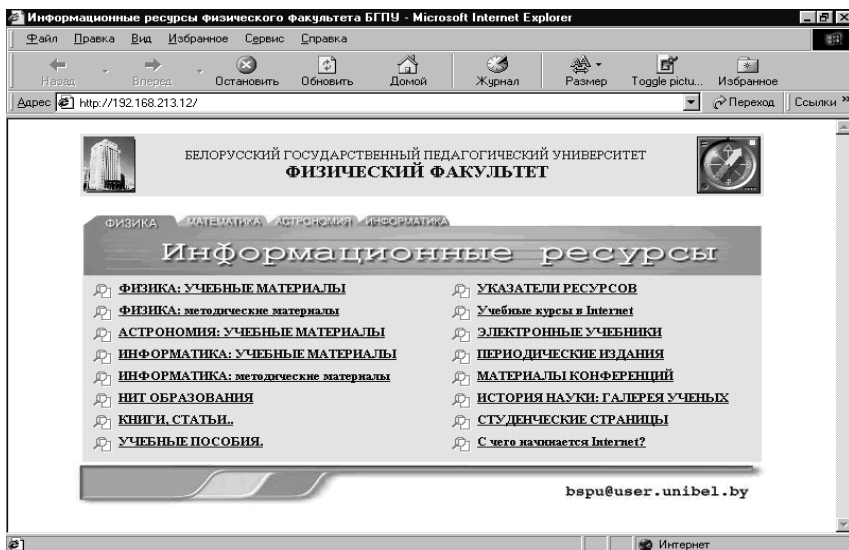 Информационные ресурсы физического факультета БГПУ - Microsoft Internet Explorer
Файл Правка Вид Избранное Сервис Справка
Назад Вперед Остановить Обновить Домой Журнал Размер Toggle pictu... Избранное
Адрес http://192.168.213.12/ Переход Ссылки »
БЕЛОРУССКИЙ ГОСУДАРСТВЕННЫЙ ПЕДАГОГИЧЕСКИЙ УНИВЕРСИТЕТ
ФИЗИЧЕСКИЙ ФАКУЛЬТЕТ
ФИЗИКА МАТЕМАТИКА АСТРОНОМИЯ ИНФОРМАТИКА
Информационные ресурсы
ФИЗИКА: УЧЕБНЫЕ МАТЕРИАЛЫ
ФИЗИКА: методические материалы
АСТРОНОМИЯ: УЧЕБНЫЕ МАТЕРИАЛЫ
ИНФОРМАТИКА: УЧЕБНЫЕ МАТЕРИАЛЫ
ИНФОРМАТИКА: методические материалы
НИТ ОБРАЗОВАНИЯ
КНИГИ, СТАТЬИ..
УЧЕБНЫЕ ПОСОБИЯ.
УКАЗАТЕЛИ РЕСУРСОВ
Учебные курсы в Internet
ЭЛЕКТРОННЫЕ УЧЕБНИКИ
ПЕРИОДИЧЕСКИЕ ИЗДАНИЯ
МАТЕРИАЛЫ КОНФЕРЕНЦИЙ
ИСТОРИЯ НАУКИ: ГАЛЕРЕЯ УЧЕНЫХ
СТУДЕНЧЕСКИЕ СТРАНИЦЫ
С чего начинается Internet?
bspu@user.unibel.by
Интернет